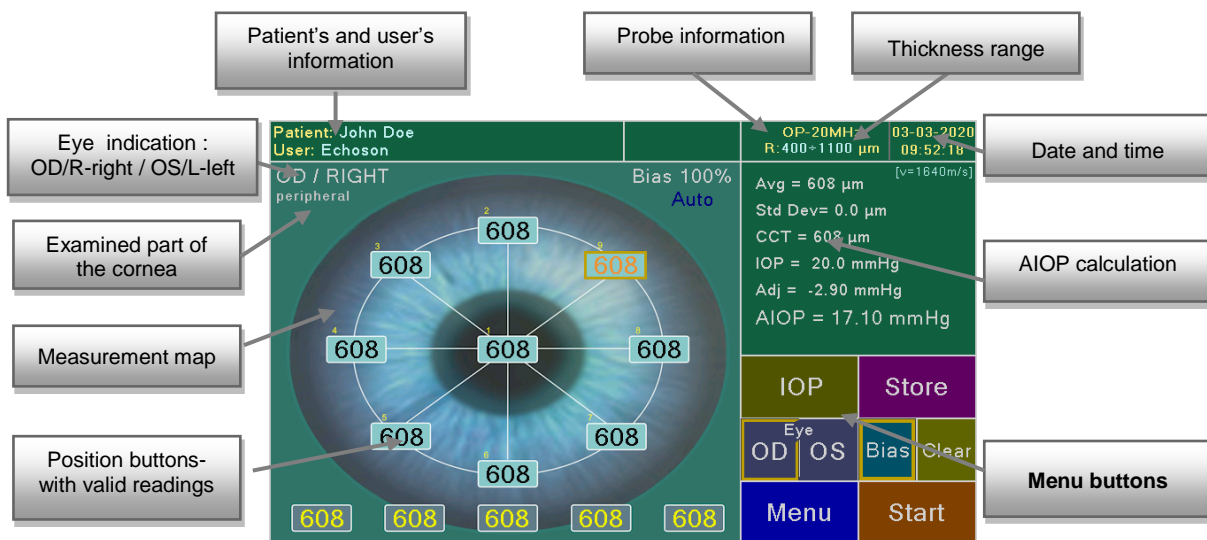 Patient's and user's
information
Probe information
Thickness range
Eye indication :
OD/R-right / OS/L-left
Date and time
Examined part of
the cornea
AIOP calculation
Measurement map
Position buttons-
with valid readings
Menu buttons
Patient: John Doe
User: Echoson
OP-20MHz
R:400÷1100 µm
03-03-2020
09:52:18
OD / RIGHT
peripheral
Bias 100%
Auto
[v=1640m/s]
Avg = 608 µm
Std Dev= 0.0 µm
CCT = 608 µm
IOP = 20.0 mmHg
Adj = -2.90 mmHg
AIOP = 17.10 mmHg
2
608
3
608
9
608
4
608
1
608
8
608
5
608
7
608
6
608
608 608 608 608 608
IOP
Store
Eye
OD OS
Bias
Clear
Menu
Start